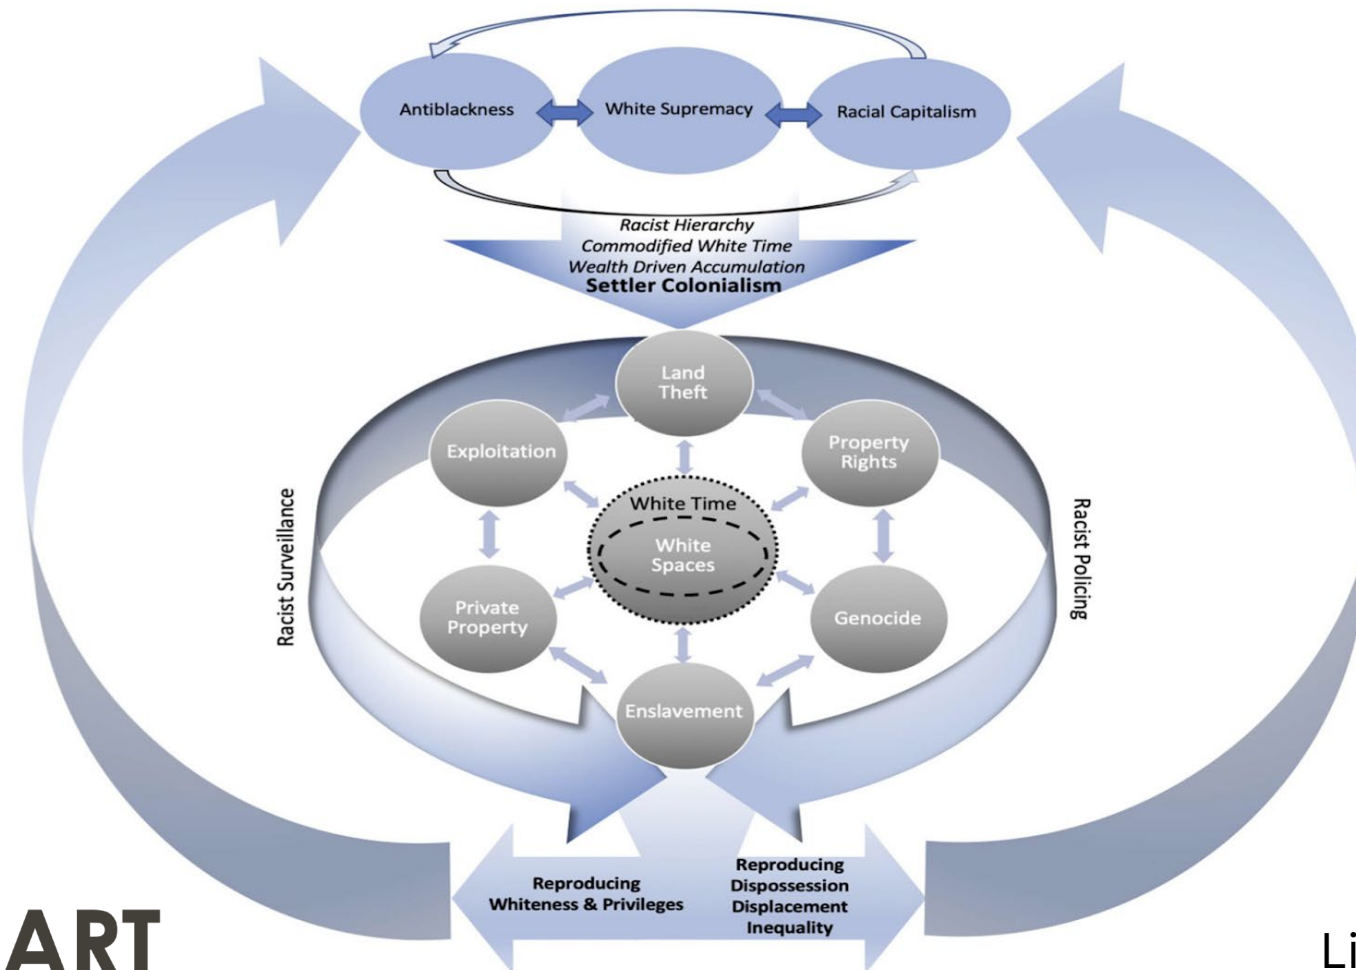 Antiblackness
White Supremacy
Racial Capitalism
Racist Hierarchy
Commodified White Time
Wealth Driven Accumulation
Settler Colonialism
Land
Theft
Exploitation
Property
Rights
White Time
White
Spaces
Racist Surveillance
Racist Policing
Private
Property
Genocide
Enslavement
Reproducing
Whiteness & Privileges
Reproducing
Dispossession
Displacement
Inequality
ART
Li